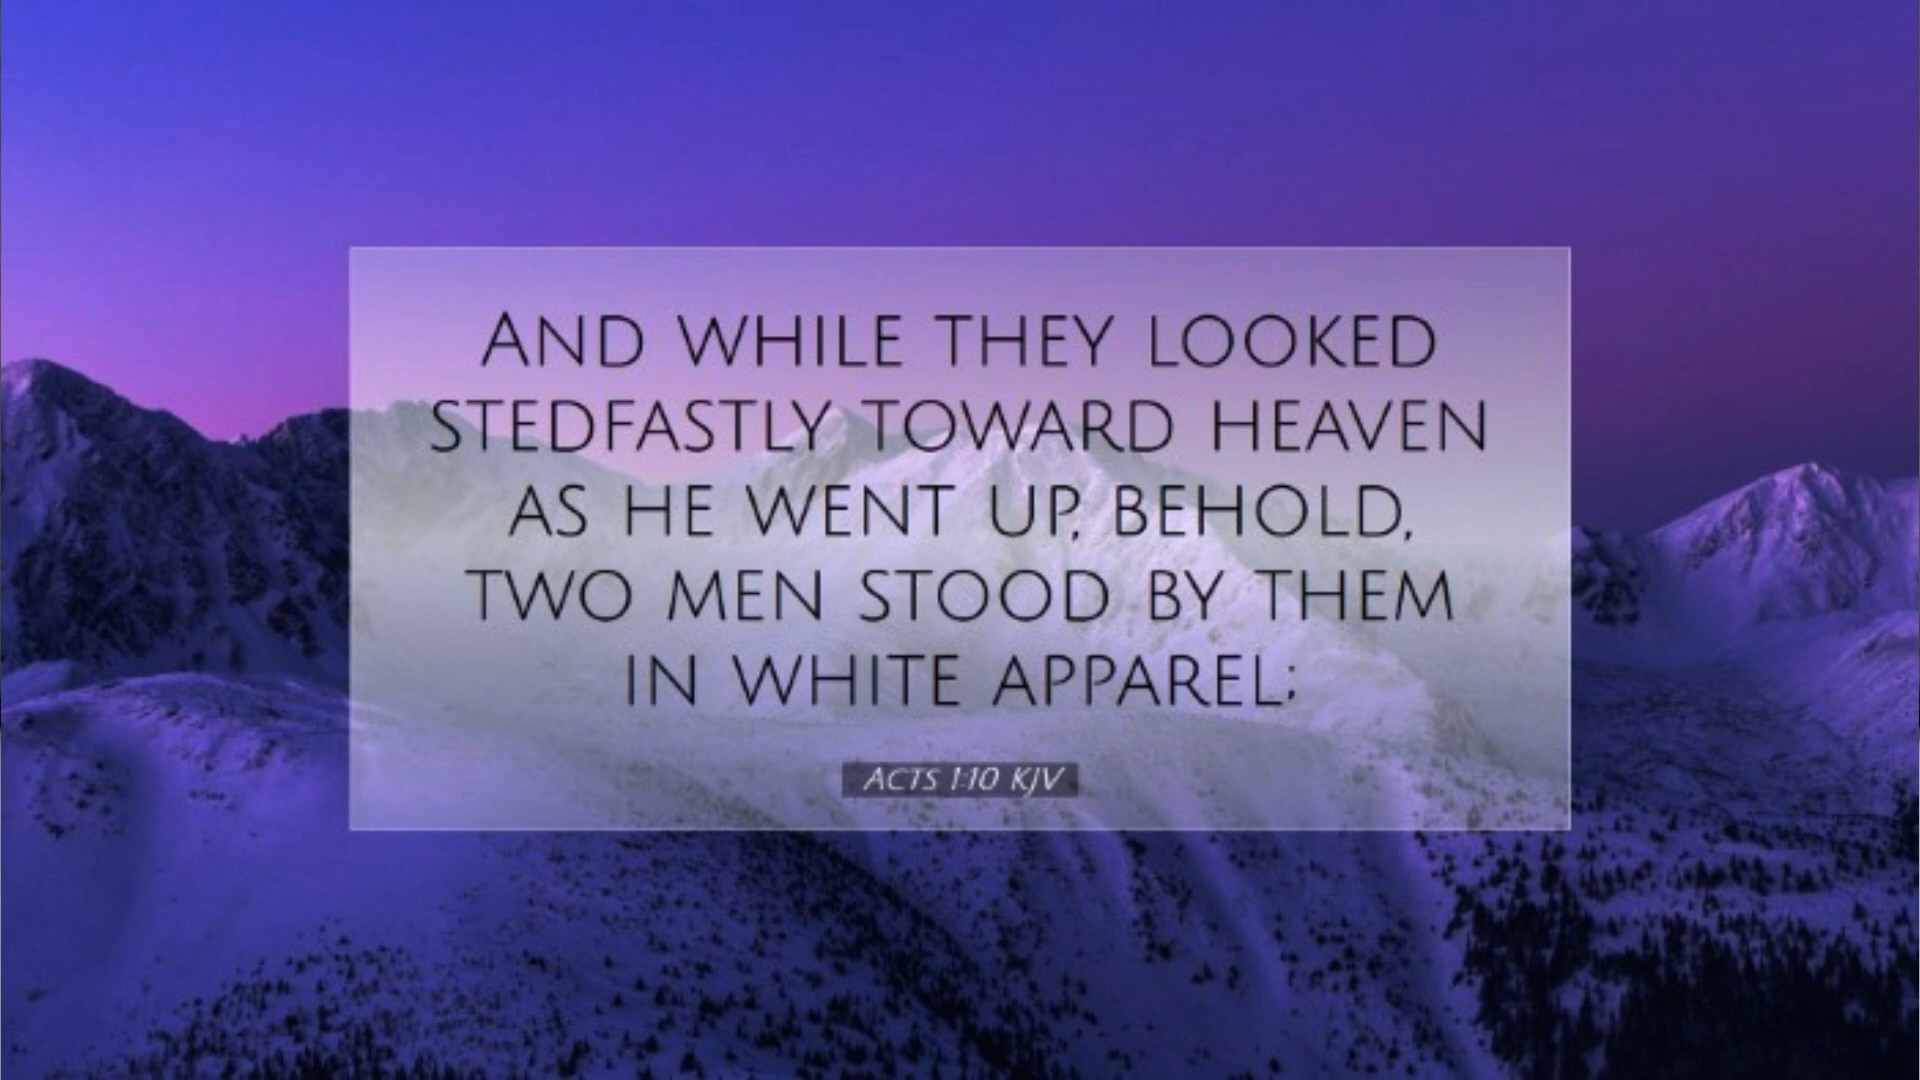 And while they looked
stedfastly toward heaven
as he went up, behold,
two men stood by them
in white apparel;
Acts 1:10 KJV